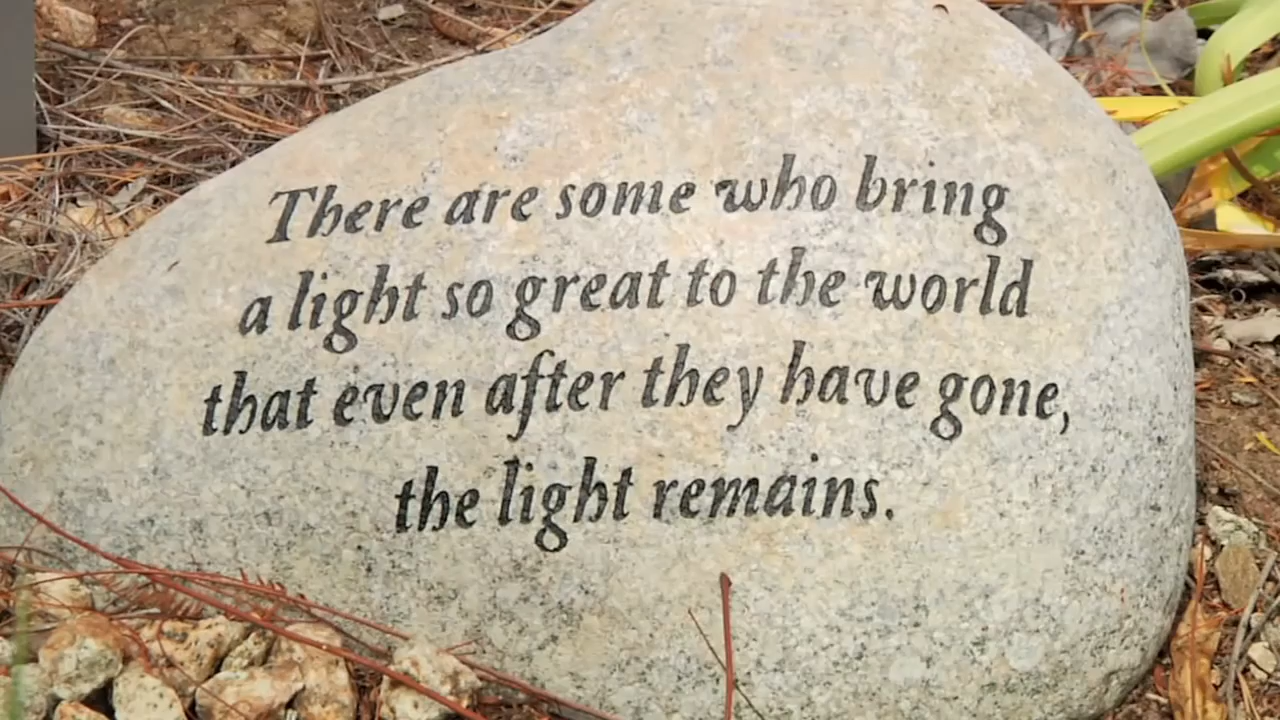 There are some who bring
a light so great to the world
that even after they have gone,
the light remains.